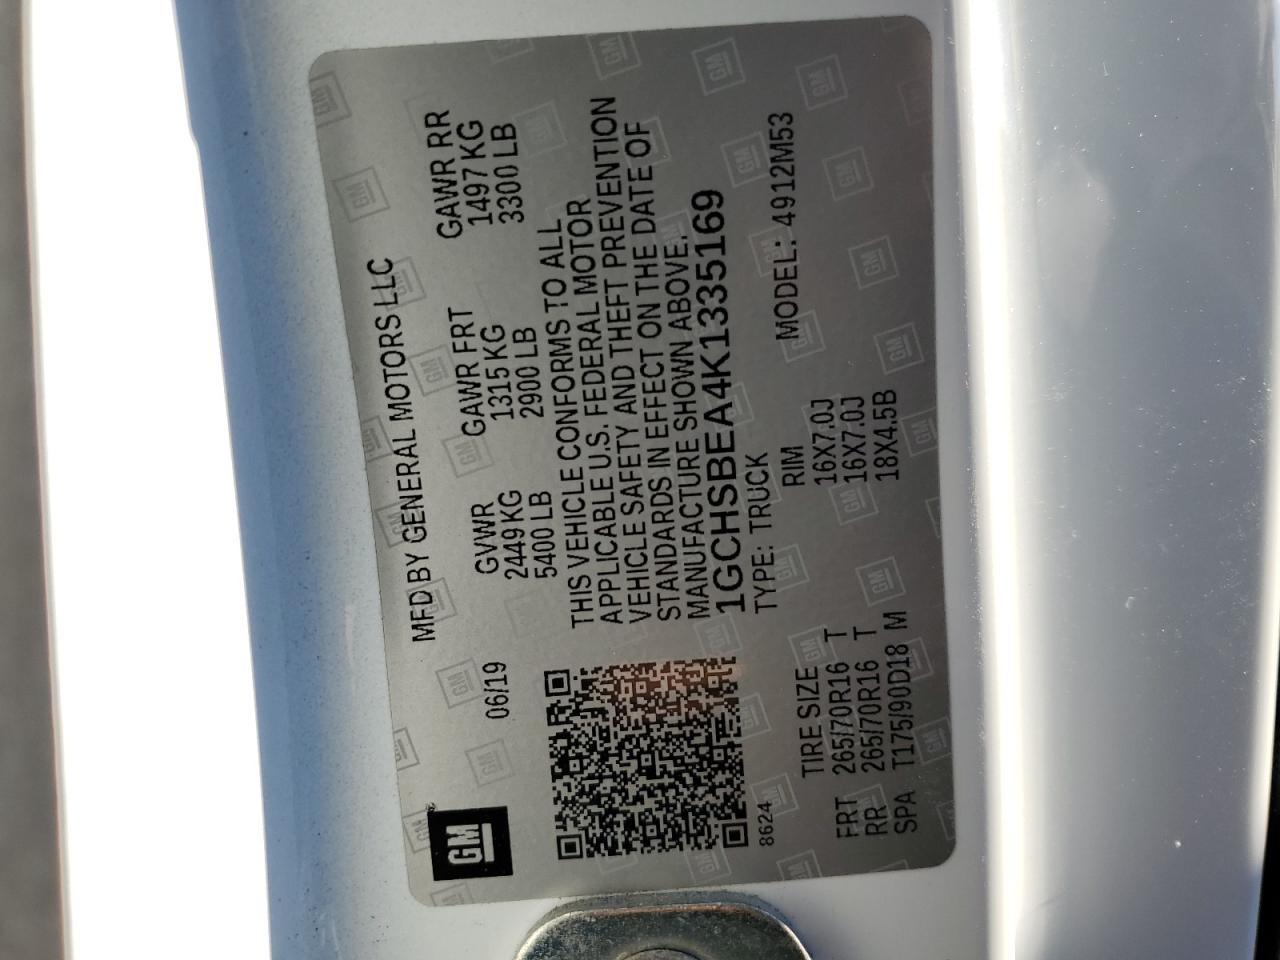 GM
MFD BY GENERAL MOTORS LLC
06/19 GVWR GAWR FRT GAWR RR
2449 KG 1315 KG 1497 KG
5400 LB 2900 LB 3300 LB
THIS VEHICLE CONFORMS TO ALL
APPLICABLE U.S. FEDERAL MOTOR
VEHICLE SAFETY AND THEFT PREVENTION
STANDARDS IN EFFECT ON THE DATE OF
MANUFACTURE SHOWN ABOVE.
1GCHSBEA4K1335169
8624 TYPE: TRUCK MODEL: 4912M53
TIRE SIZE RIM
FRT 265/70R16 T 16X7.0J
RR 265/70R16 T 16X7.0J
SPA T175/90D18 M 18X4.5B